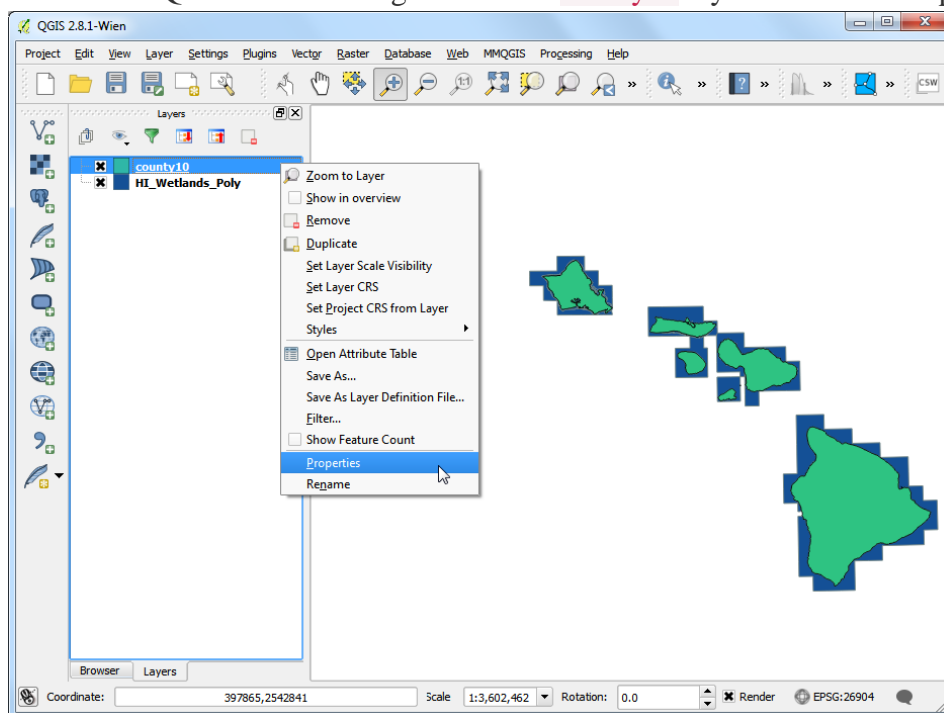 QGIS 2.8.1-Wien
Project Edit View Layer Settings Plugins Vector Raster Database Web MMQGIS Processing Help
1:1
» » » » CSW
Layers
county10
HI_Wetlands_Poly
Zoom to Layer
Show in overview
Remove
Duplicate
Set Layer Scale Visibility
Set Layer CRS
Set Project CRS from Layer
Styles
Open Attribute Table
Save As...
Save As Layer Definition File...
Filter...
Show Feature Count
Properties
Rename
Browser Layers
Coordinate: 397865,2542841 Scale 1:3,602,462 Rotation: 0.0 Render EPSG:26904